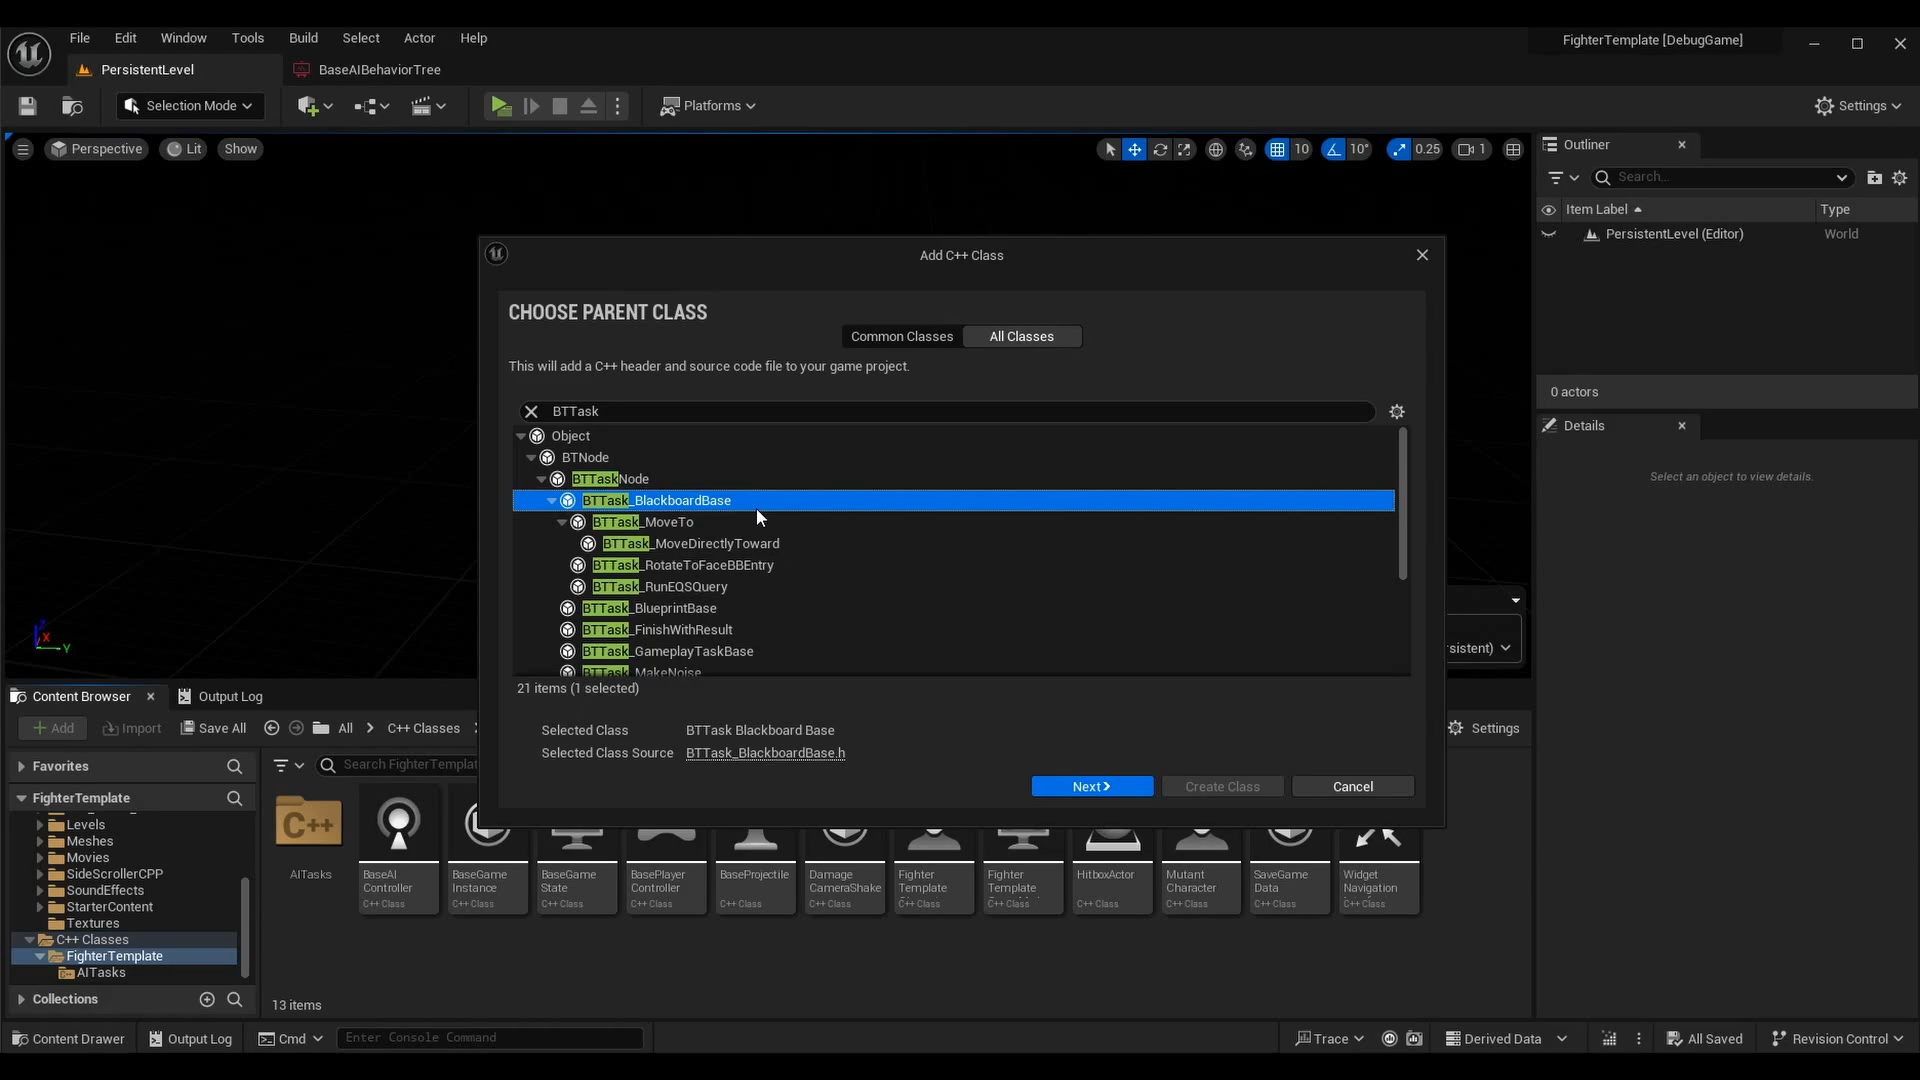 File Edit Window Tools Build Select Actor Help
FighterTemplate [DebugGame]
PersistentLevel
BaseAIBehaviorTree
Selection Mode
Platforms
Settings
Perspective
Lit
Show
10
10°
0.25
1
Outliner
Search...
Item Label
Type
PersistentLevel (Editor)
World
0 actors
Details
Select an object to view details.
Add C++ Class
CHOOSE PARENT CLASS
Common Classes
All Classes
This will add a C++ header and source code file to your game project.
BTTask
Object
BTNode
BTTaskNode
BTTask_BlackboardBase
BTTask_MoveTo
BTTask_MoveDirectlyToward
BTTask_RotateToFaceBBEntry
BTTask_RunEQSQuery
BTTask_BlueprintBase
BTTask_FinishWithResult
BTTask_GameplayTaskBase
BTTask_MakeNoise
21 items (1 selected)
Selected Class
BTTask Blackboard Base
Selected Class Source
BTTask_BlackboardBase.h
Next
Create Class
Cancel
X
Y
sistent)
Content Browser
Output Log
Add
Import
Save All
All
C++ Classes
Settings
Favorites
Search FighterTemplat
FighterTemplate
Levels
Meshes
Movies
SideScrollerCPP
SoundEffects
StarterContent
Textures
C++ Classes
FighterTemplate
AITasks
Collections
C++
AITasks
BaseAI
Controller
C++ Class
BaseGame
Instance
C++ Class
BaseGame
State
C++ Class
BasePlayer
Controller
C++ Class
BaseProjectile
C++ Class
Damage
CameraShake
C++ Class
Fighter
Template
C++ Class
Fighter
Template
C++ Class
HitboxActor
C++ Class
Mutant
Character
C++ Class
SaveGame
Data
C++ Class
Widget
Navigation
C++ Class
13 items
Content Drawer
Output Log
Cmd
Enter Console Command
Trace
Derived Data
All Saved
Revision Control